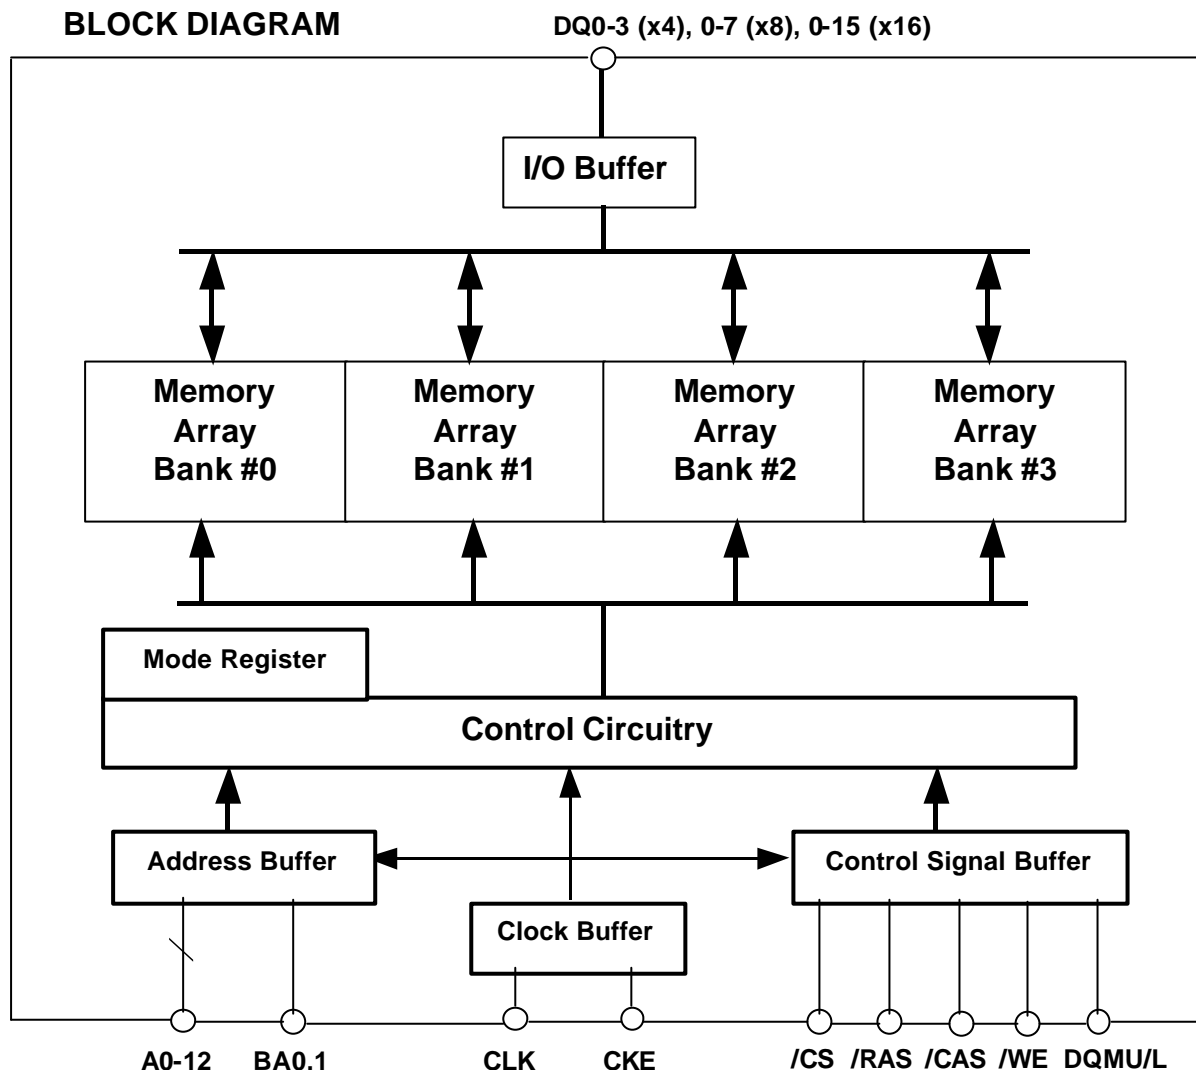 BLOCK DIAGRAM
DQ0-3 (x4), 0-7 (x8), 0-15 (x16)
I/O Buffer
Memory
Array
Bank #0
Memory
Array
Bank #1
Memory
Array
Bank #2
Memory
Array
Bank #3
Mode Register
Control Circuitry
Address Buffer
Control Signal Buffer
Clock Buffer
A0-12
BA0.1
CLK
CKE
/CS
/RAS
/CAS
/WE
DQMU/L